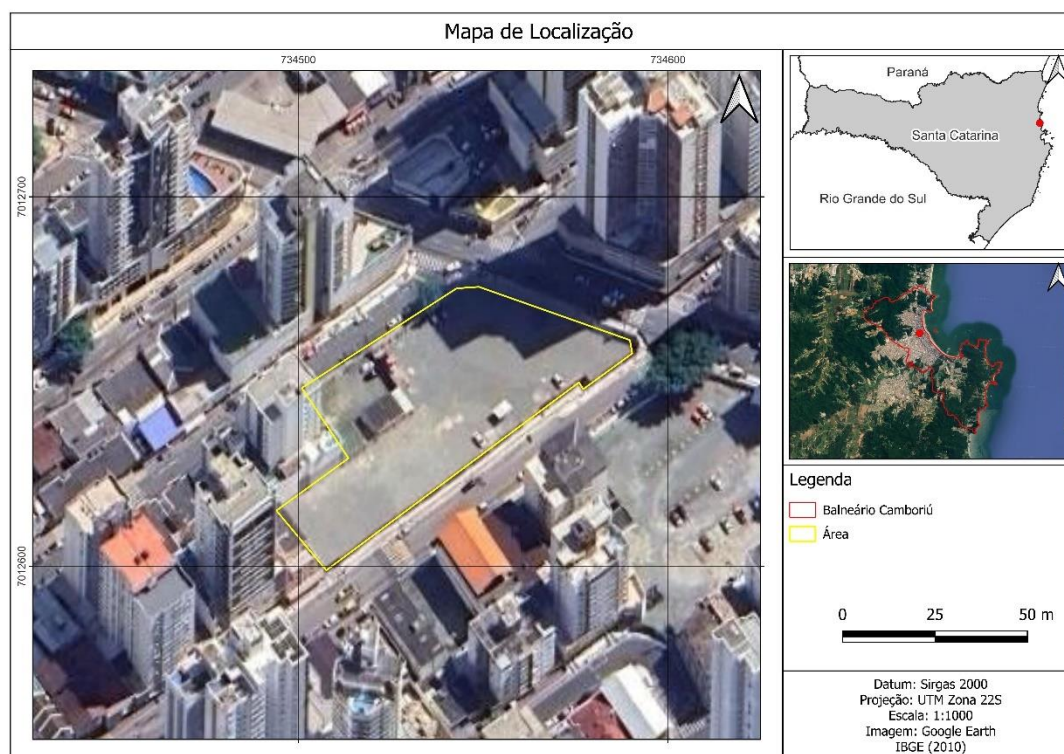 Mapa de Localização
734500
734600
7012700
7012600
Paraná
Santa Catarina
Rio Grande do Sul
Legenda
Balneário Camboriú
Área
0 25 50 m
Datum: Sirgas 2000
Projeção: UTM Zona 22S
Escala: 1:1000
Imagem: Google Earth
IBGE (2010)